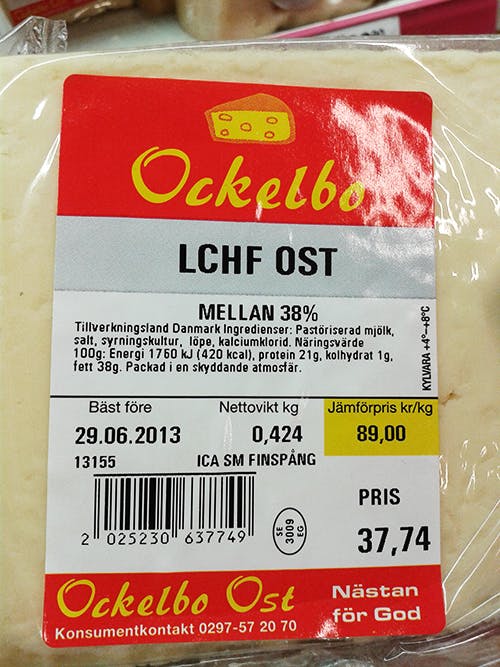 Ockelbo
LCHF OST
MELLAN 38%
Tillverkningsland Danmark Ingredienser: Pastöriserad mjölk,
salt, syrningskultur, löpe, kalciumklorid. Näringsvärde
100g: Energi 1760 kJ (420 kcal), protein 21g, kolhydrat 1g,
fett 38g. Packad i en skyddande atmosfär.
KYLVARA +4°-+8°C
Bäst före Nettovikt kg Jämförpris kr/kg
29.06.2013 0,424 89,00
13155 ICA SM FINSPÅNG
2 025230 637749
SE
3009
EG
PRIS
37,74
Ockelbo Ost
Konsumentkontakt 0297-57 20 70
Nästan
för God